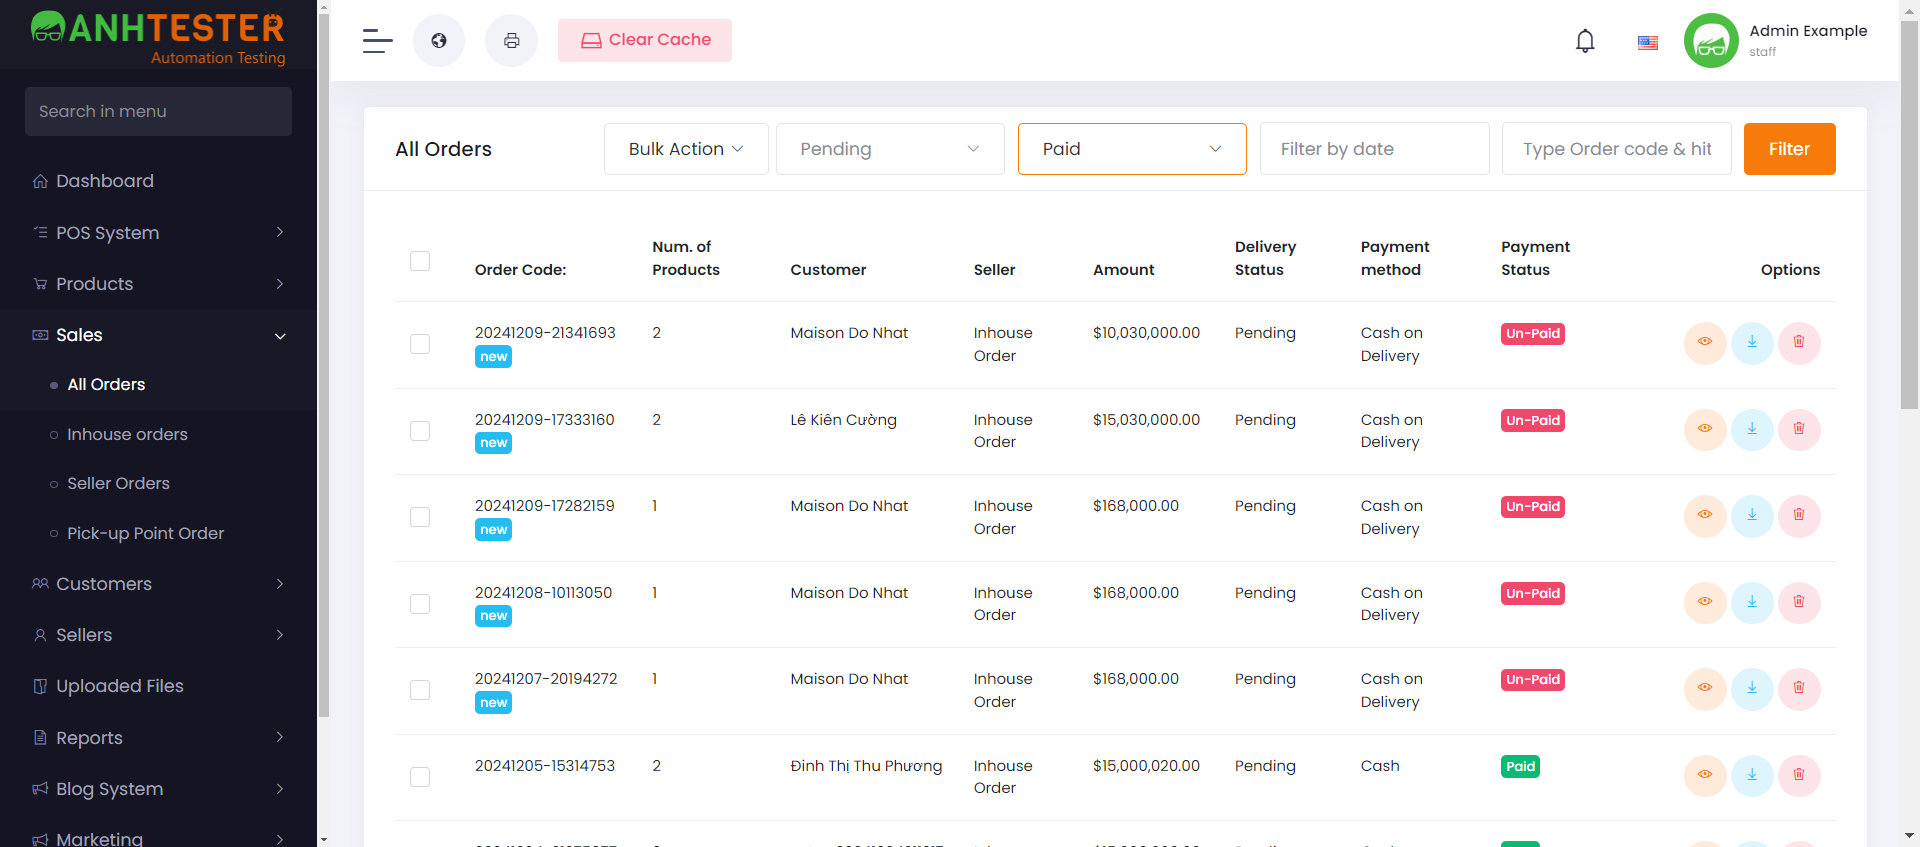 ANHTESTER
Automation Testing
Search in menu
Dashboard
POS System
Products
Sales
All Orders
Inhouse orders
Seller Orders
Pick-up Point Order
Customers
Sellers
Uploaded Files
Reports
Blog System
Marketing
Clear Cache
Admin Example
staff
All Orders
Bulk Action
Pending
Paid
Filter by date
Type Order code & hit
Filter
Order Code:
Num. of
Products
Customer
Seller
Amount
Delivery
Status
Payment
method
Payment
Status
Options
20241209-21341693
new
2
Maison Do Nhat
Inhouse
Order
$10,030,000.00
Pending
Cash on
Delivery
Un-Paid
20241209-17333160
new
2
Lê Kiên Cường
Inhouse
Order
$15,030,000.00
Pending
Cash on
Delivery
Un-Paid
20241209-17282159
new
1
Maison Do Nhat
Inhouse
Order
$168,000.00
Pending
Cash on
Delivery
Un-Paid
20241208-10113050
new
1
Maison Do Nhat
Inhouse
Order
$168,000.00
Pending
Cash on
Delivery
Un-Paid
20241207-20194272
new
1
Maison Do Nhat
Inhouse
Order
$168,000.00
Pending
Cash on
Delivery
Un-Paid
20241205-15314753
2
Đinh Thị Thu Phương
Inhouse
Order
$15,000,020.00
Pending
Cash
Paid